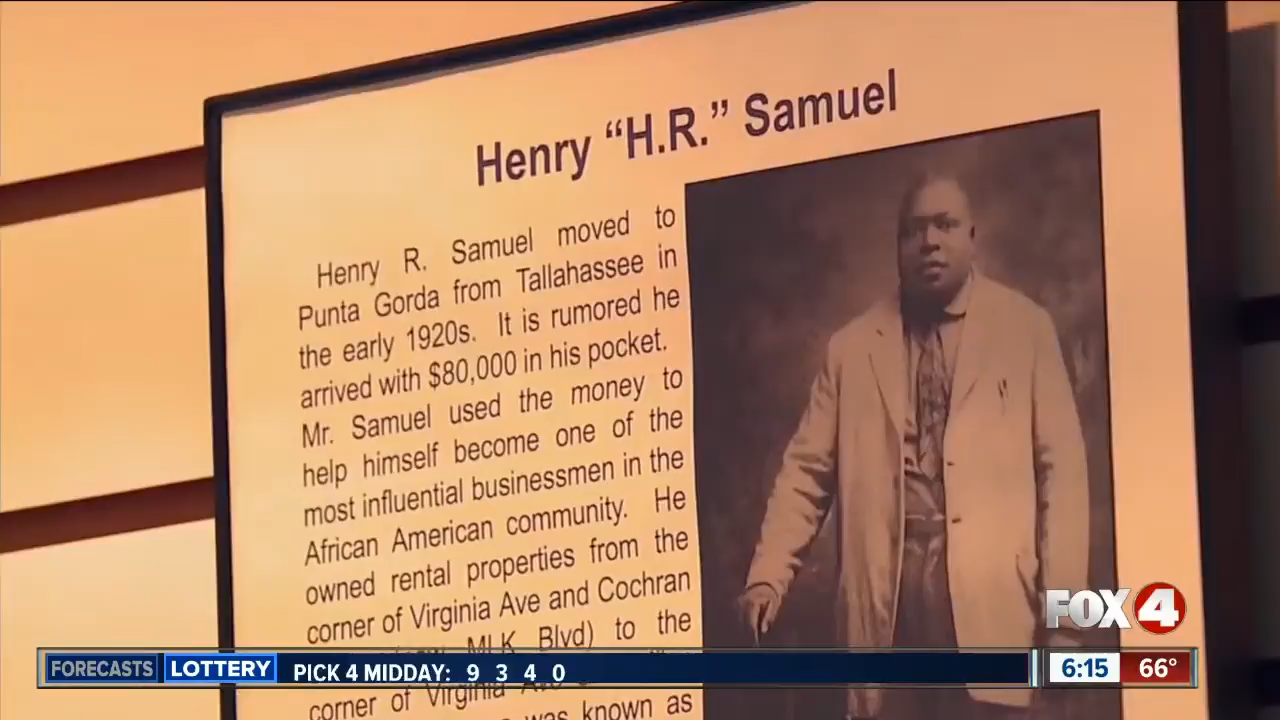 Henry “H.R.” Samuel
Henry R. Samuel moved to
Punta Gorda from Tallahassee in
the early 1920s. It is rumored he
arrived with $80,000 in his pocket.
Mr. Samuel used the money to
help himself become one of the
most influential businessmen in the
African American community. He
owned rental properties from the
corner of Virginia Ave and Cochran
MLK Blvd) to the
corner of Virginia Ave
was known as
FOX 4
FORECASTS LOTTERY PICK 4 MIDDAY: 9 3 4 0 6:15 66°